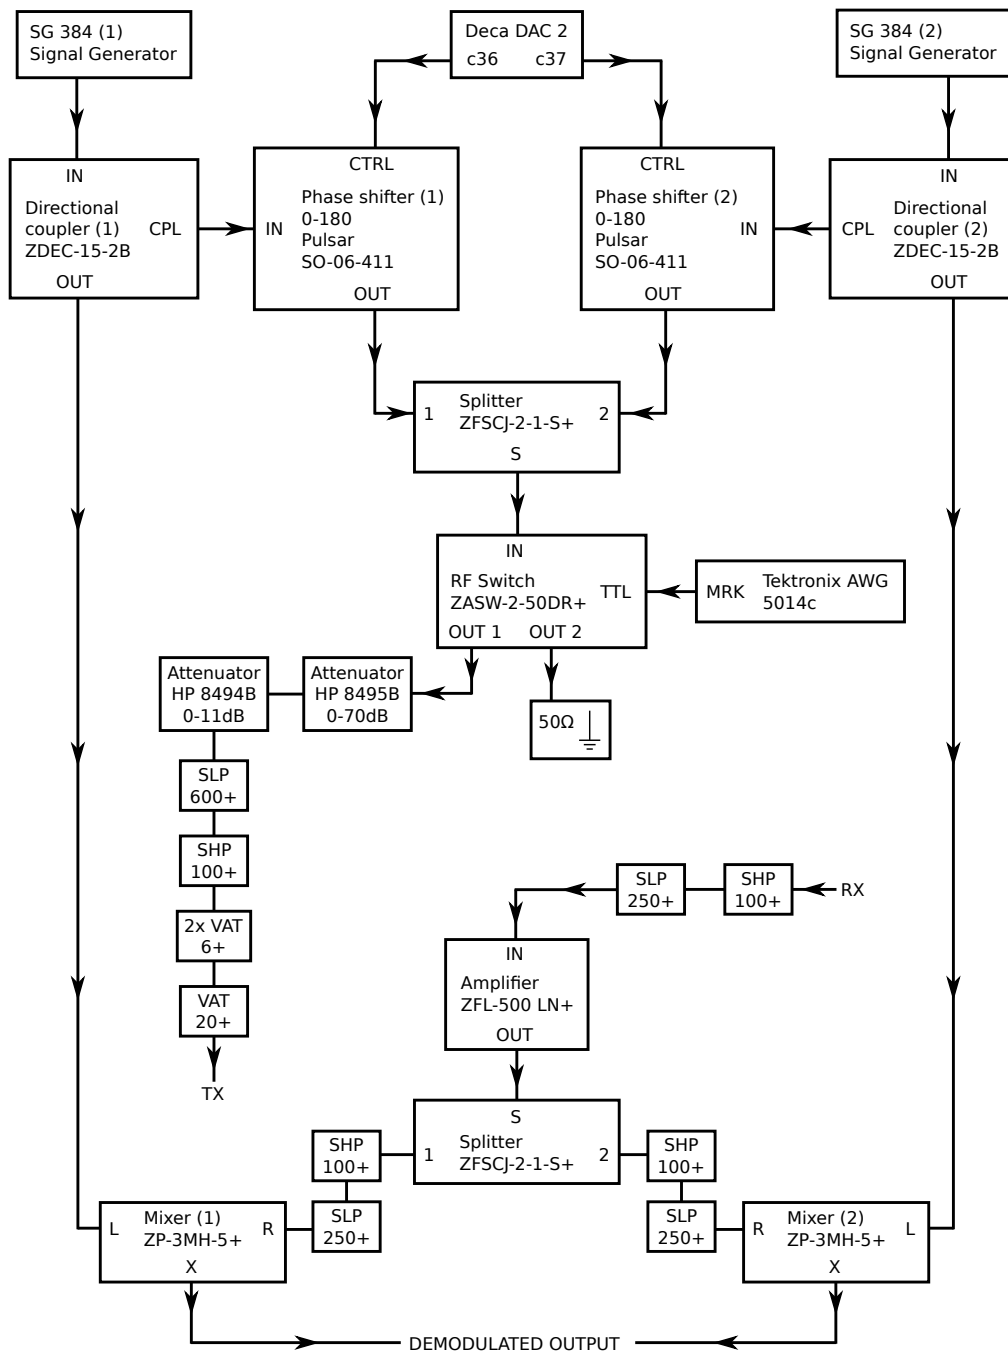 SG 384 (1)
Signal Generator
Deca DAC 2
c36 c37
SG 384 (2)
Signal Generator
IN
Directional
coupler (1)
ZDEC-15-2B
CPL
OUT
CTRL
Phase shifter (1)
0-180
Pulsar
SO-06-411
IN
OUT
CTRL
Phase shifter (2)
0-180
Pulsar
SO-06-411
IN
OUT
IN
Directional
coupler (2)
ZDEC-15-2B
CPL
OUT
1
Splitter
ZFSCJ-2-1-S+
2
S
IN
RF Switch
ZASW-2-50DR+
TTL
OUT 1 OUT 2
MRK
Tektronix AWG
5014c
Attenuator
HP 8494B
0-11dB
Attenuator
HP 8495B
0-70dB
50Ω
SLP
600+
SHP
100+
2x VAT
6+
VAT
20+
TX
SLP
250+
SHP
100+
RX
IN
Amplifier
ZFL-500 LN+
OUT
S
1
Splitter
ZFSCJ-2-1-S+
2
SHP
100+
SLP
250+
SHP
100+
SLP
250+
L
Mixer (1)
ZP-3MH-5+
R
X
R
Mixer (2)
ZP-3MH-5+
L
X
DEMODULATED OUTPUT